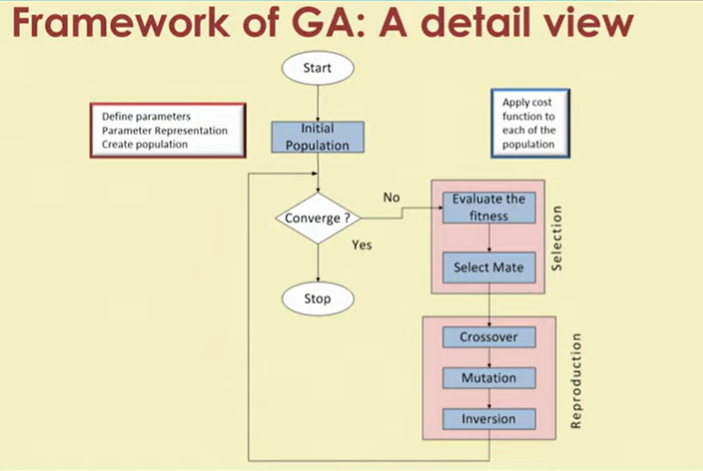 Framework of GA: A detail view
Start
Define parameters
Parameter Representation
Create population
Initial
Population
Apply cost
function to
each of the
population
Converge ?
No
Yes
Stop
Evaluate the
fitness
Select Mate
Selection
Crossover
Mutation
Inversion
Reproduction